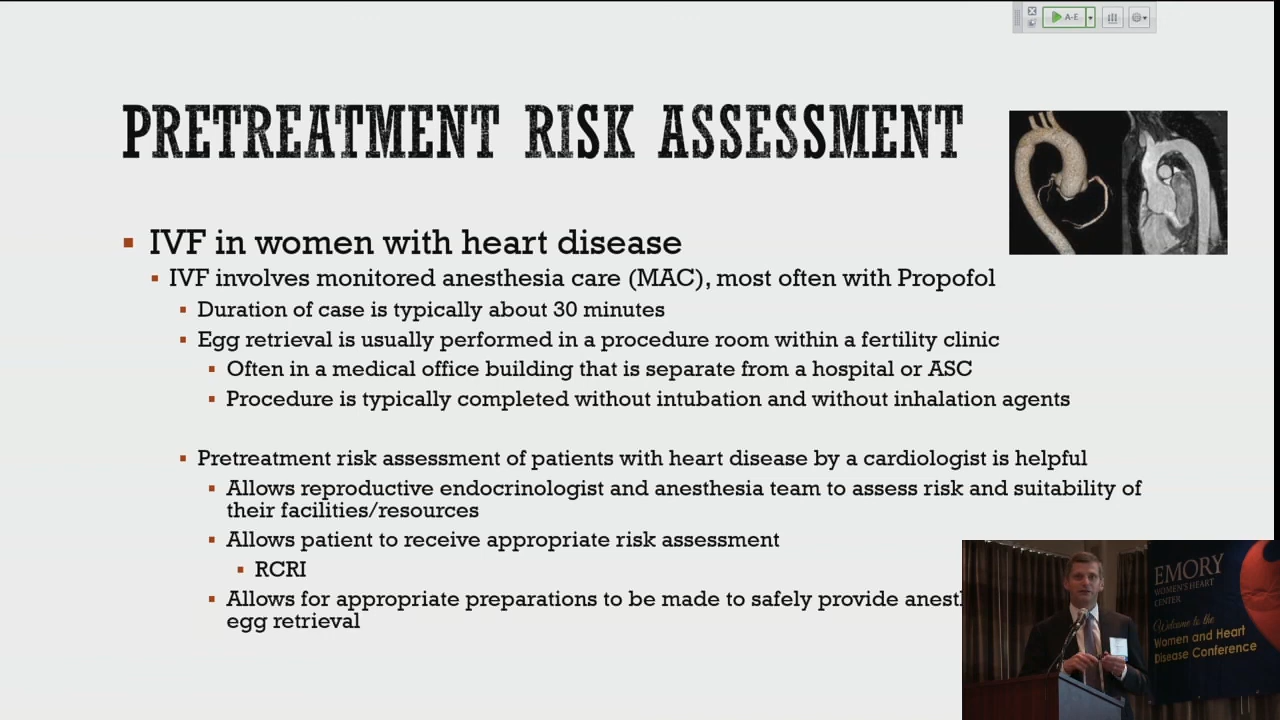 A-E
PRETREATMENT RISK ASSESSMENT
IVF in women with heart disease
IVF involves monitored anesthesia care (MAC), most often with Propofol
Duration of case is typically about 30 minutes
Egg retrieval is usually performed in a procedure room within a fertility clinic
Often in a medical office building that is separate from a hospital or ASC
Procedure is typically completed without intubation and without inhalation agents
Pretreatment risk assessment of patients with heart disease by a cardiologist is helpful
Allows reproductive endocrinologist and anesthesia team to assess risk and suitability of
their facilities/resources
Allows patient to receive appropriate risk assessment
RCRI
Allows for appropriate preparations to be made to safely provide
egg retrieval
EMORY
WOMEN'S HEART
CENTER
Welcome to the
Women and Heart
Disease Conference